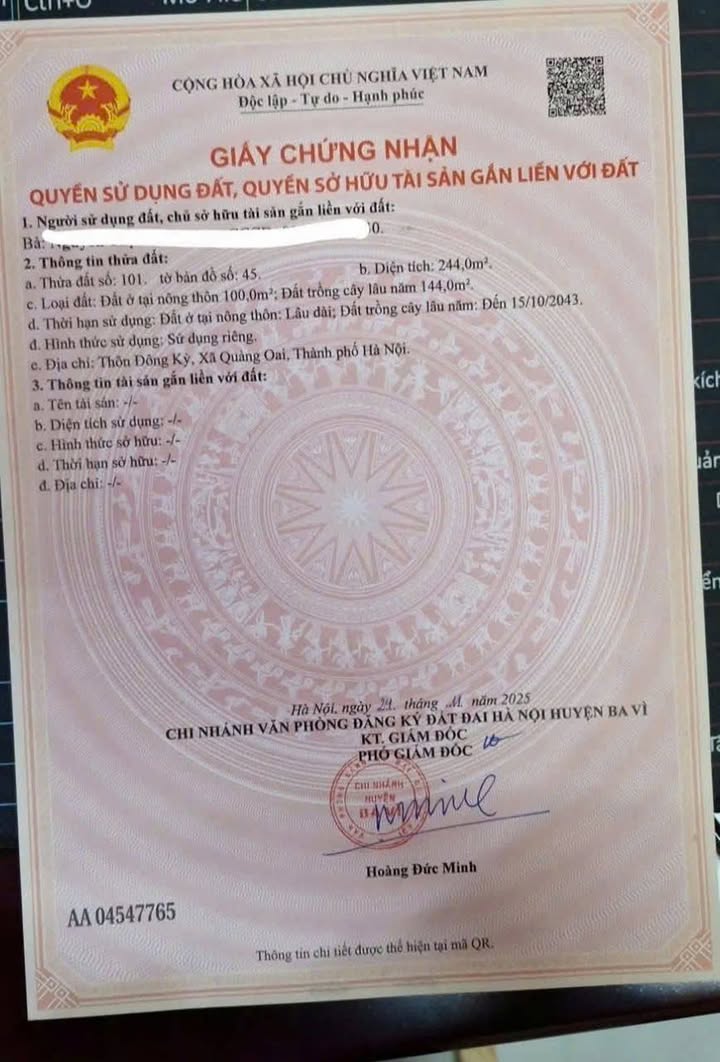 Ctrl+O
CỘNG HÒA XÃ HỘI CHỦ NGHĨA VIỆT NAM
Độc lập - Tự do - Hạnh phúc
GIẤY CHỨNG NHẬN
QUYỀN SỬ DỤNG ĐẤT, QUYỀN SỞ HỮU TÀI SẢN GẮN LIỀN VỚI ĐẤT
1. Người sử dụng đất, chủ sở hữu tài sản gắn liền với đất:
Bà: 0.
2. Thông tin thửa đất:
a. Thửa đất số: 101. tờ bản đồ số: 45. b. Diện tích: 244,0m².
c. Loại đất: Đất ở tại nông thôn 100,0m²; Đất trồng cây lâu năm 144,0m².
d. Thời hạn sử dụng: Đất ở tại nông thôn: Lâu dài; Đất trồng cây lâu năm: Đến 15/10/2043.
đ. Hình thức sử dụng: Sử dụng riêng.
e. Địa chỉ: Thôn Đông Kỳ, Xã Quảng Oai, Thành phố Hà Nội.
3. Thông tin tài sản gắn liền với đất:
a. Tên tài sản: -/-
b. Diện tích sử dụng: -/-
c. Hình thức sở hữu: -/-
d. Thời hạn sở hữu: -/-
đ. Địa chỉ: -/-
Hà Nội, ngày tháng năm 2025
CHI NHÁNH VĂN PHÒNG ĐĂNG KÝ ĐẤT ĐAI HÀ NỘI HUYỆN BA VÌ
KT. GIÁM ĐỐC
PHÓ GIÁM ĐỐC
CHI NHÁNH
HUYỆN
Hoàng Đức Minh
AA 04547765
Thông tin chi tiết được thể hiện tại mã QR.